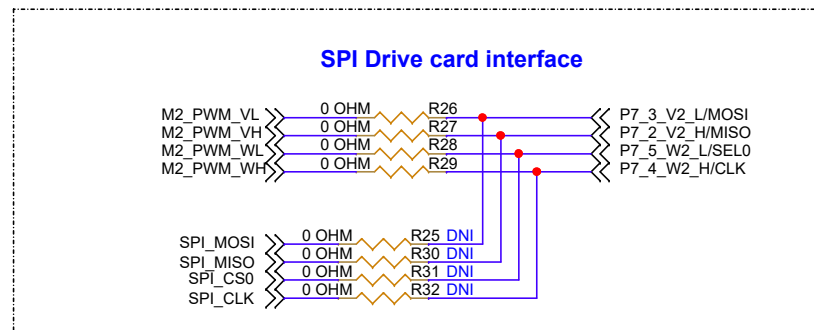 SPI Drive card interface
M2_PWM_VL 0 OHM R26 P7_3_V2_L/MOSI
M2_PWM_VH 0 OHM R27 P7_2_V2_H/MISO
M2_PWM_WL 0 OHM R28 P7_5_W2_L/SEL0
M2_PWM_WH 0 OHM R29 P7_4_W2_H/CLK
SPI_MOSI 0 OHM R25 DNI
SPI_MISO 0 OHM R30 DNI
SPI_CS0 0 OHM R31 DNI
SPI_CLK 0 OHM R32 DNI